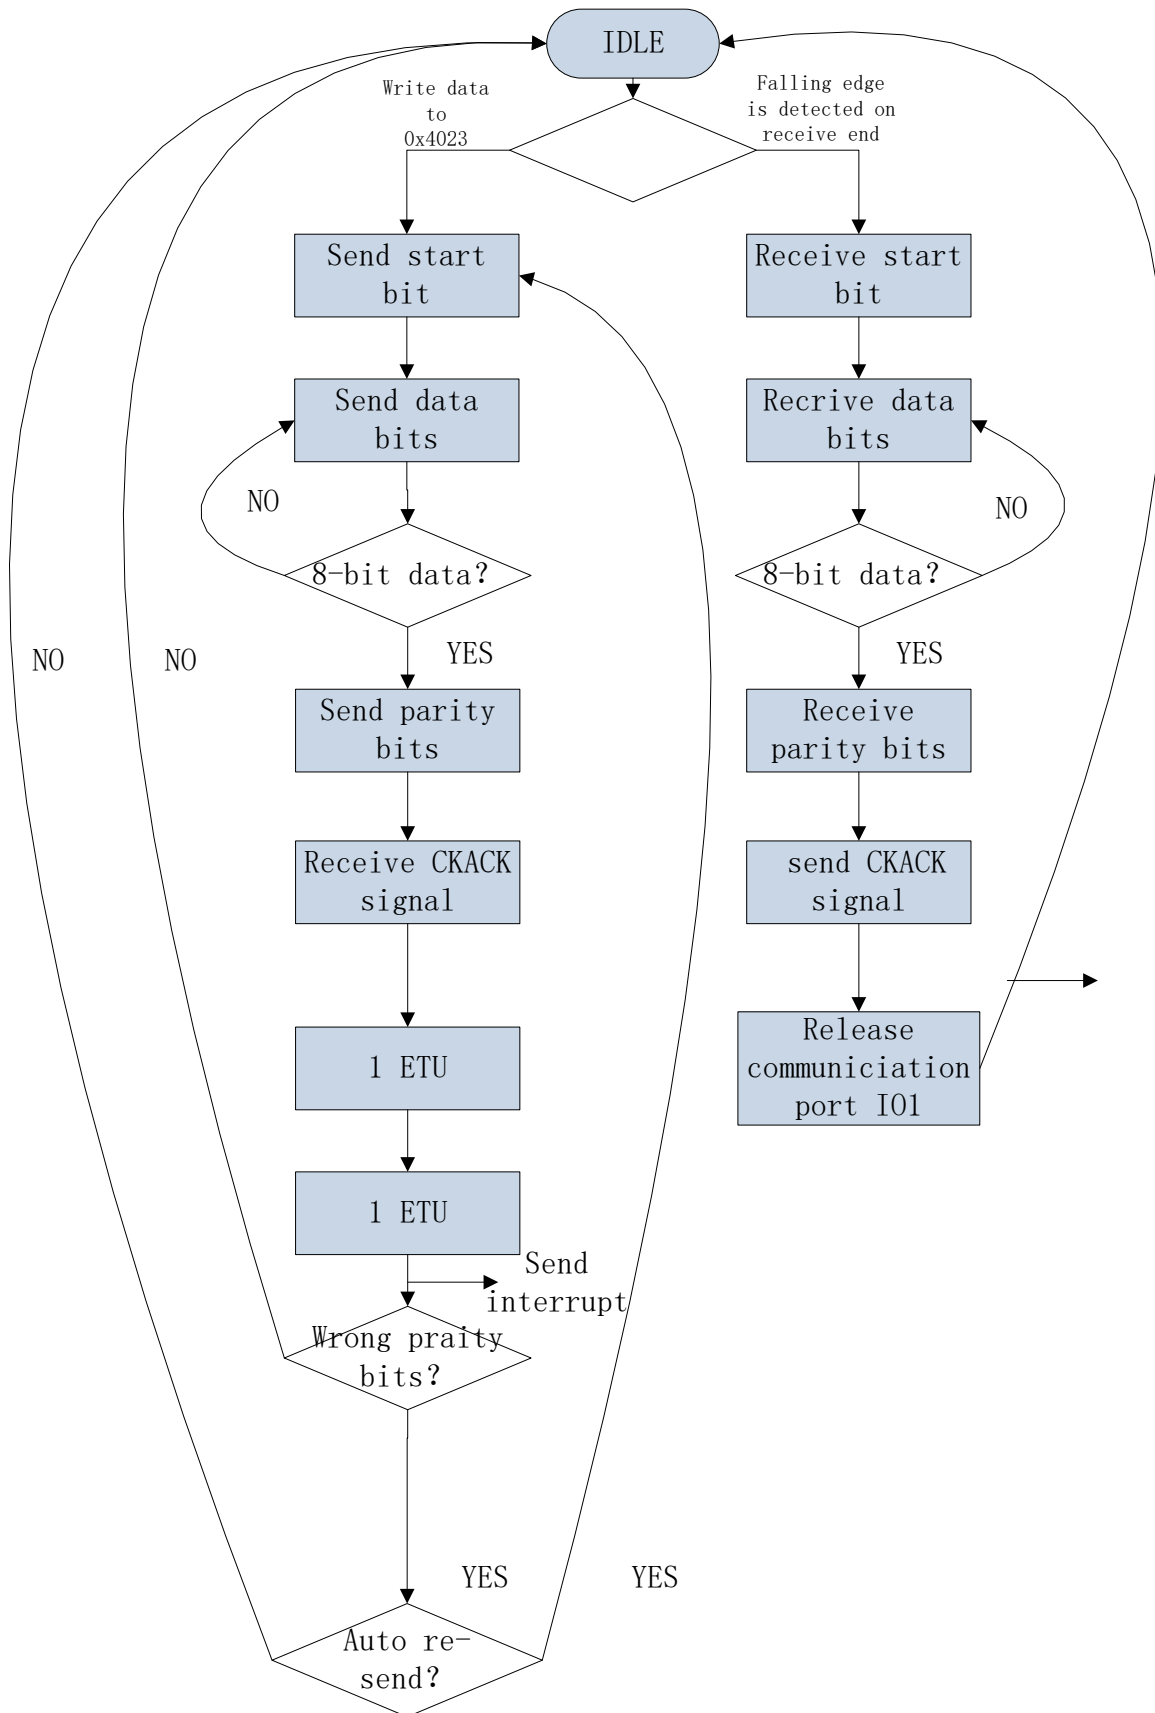 IDLE
Write data
to
0x4023
Falling edge
is detected on
receive end
Send start
bit
Receive start
bit
Send data
bits
Recrive data
bits
NO
NO
8-bit data?
8-bit data?
YES
YES
NO
NO
Send parity
bits
Receive
parity bits
Receive CKACK
signal
send CKACK
signal
1 ETU
Release
communiciation
port IO1
1 ETU
Send
interrupt
Wrong praity
bits?
YES
YES
Auto re-
send?